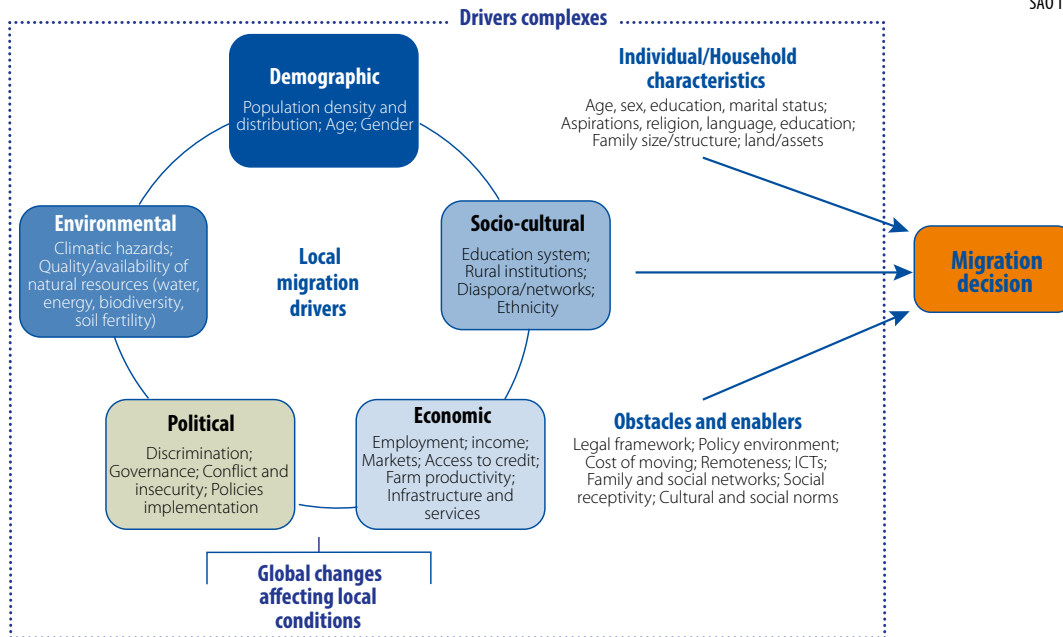 Drivers complexes
Demographic
Population density and
distribution; Age; Gender
Individual/Household
characteristics
Age, sex, education, marital status;
Aspirations, religion, language, education;
Family size/structure; land/assets
Environmental
Climatic hazards;
Quality/availability of
natural resources (water,
energy, biodiversity,
soil fertility)
Local
migration
drivers
Socio-cultural
Education system;
Rural institutions;
Diaspora/networks;
Ethnicity
Migration
decision
Political
Discrimination;
Governance; Conflict and
insecurity; Policies
implementation
Economic
Employment; income;
Markets; Access to credit;
Farm productivity;
Infrastructure and
services
Obstacles and enablers
Legal framework; Policy environment;
Cost of moving; Remoteness; ICTs;
Family and social networks; Social
receptivity; Cultural and social norms
Global changes
affecting local
conditions